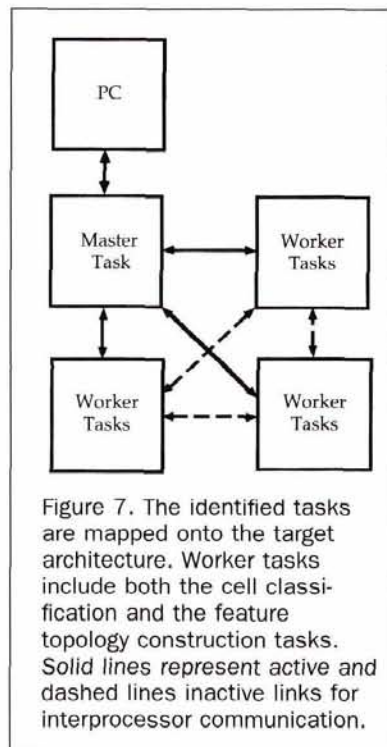 PC
Master
Task
Worker
Tasks
Worker
Tasks
Worker
Tasks
Figure 7. The identified tasks
are mapped onto the target
architecture. Worker tasks
include both the cell classi-
fication and the feature
topology construction tasks.
Solid lines represent active and
dashed lines inactive links for
interprocessor communication.